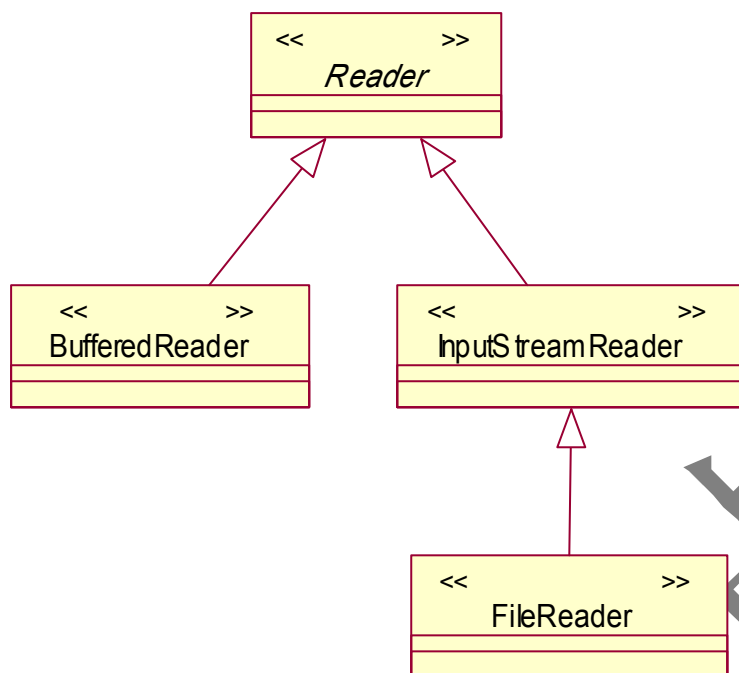 << >>
Reader
<< >>
BufferedReader
<< >>
InputStreamReader
<< >>
FileReader